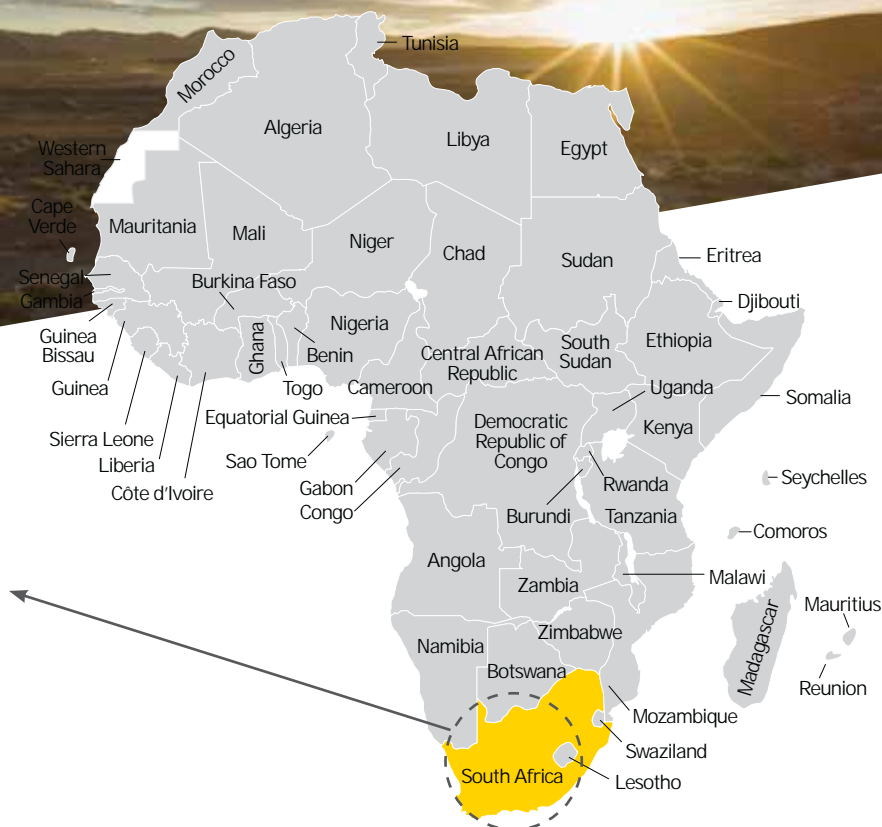 Tunisia
Morocco
Algeria
Libya
Egypt
Western
Sahara
Cape
Verde
Mauritania
Mali
Niger
Chad
Sudan
Eritrea
Senegal
Gambia
Burkina Faso
Djibouti
Guinea
Bissau
Ghana
Nigeria
Benin
South
Sudan
Ethiopia
Guinea
Togo
Cameroon
Central African
Republic
Uganda
Somalia
Sierra Leone
Liberia
Côte d'Ivoire
Equatorial Guinea
Sao Tome
Gabon
Congo
Democratic
Republic of
Congo
Kenya
Rwanda
Burundi
Tanzania
Seychelles
Comoros
Angola
Zambia
Malawi
Mauritius
Madagascar
Reunion
Namibia
Zimbabwe
Botswana
Mozambique
Swaziland
South Africa
Lesotho